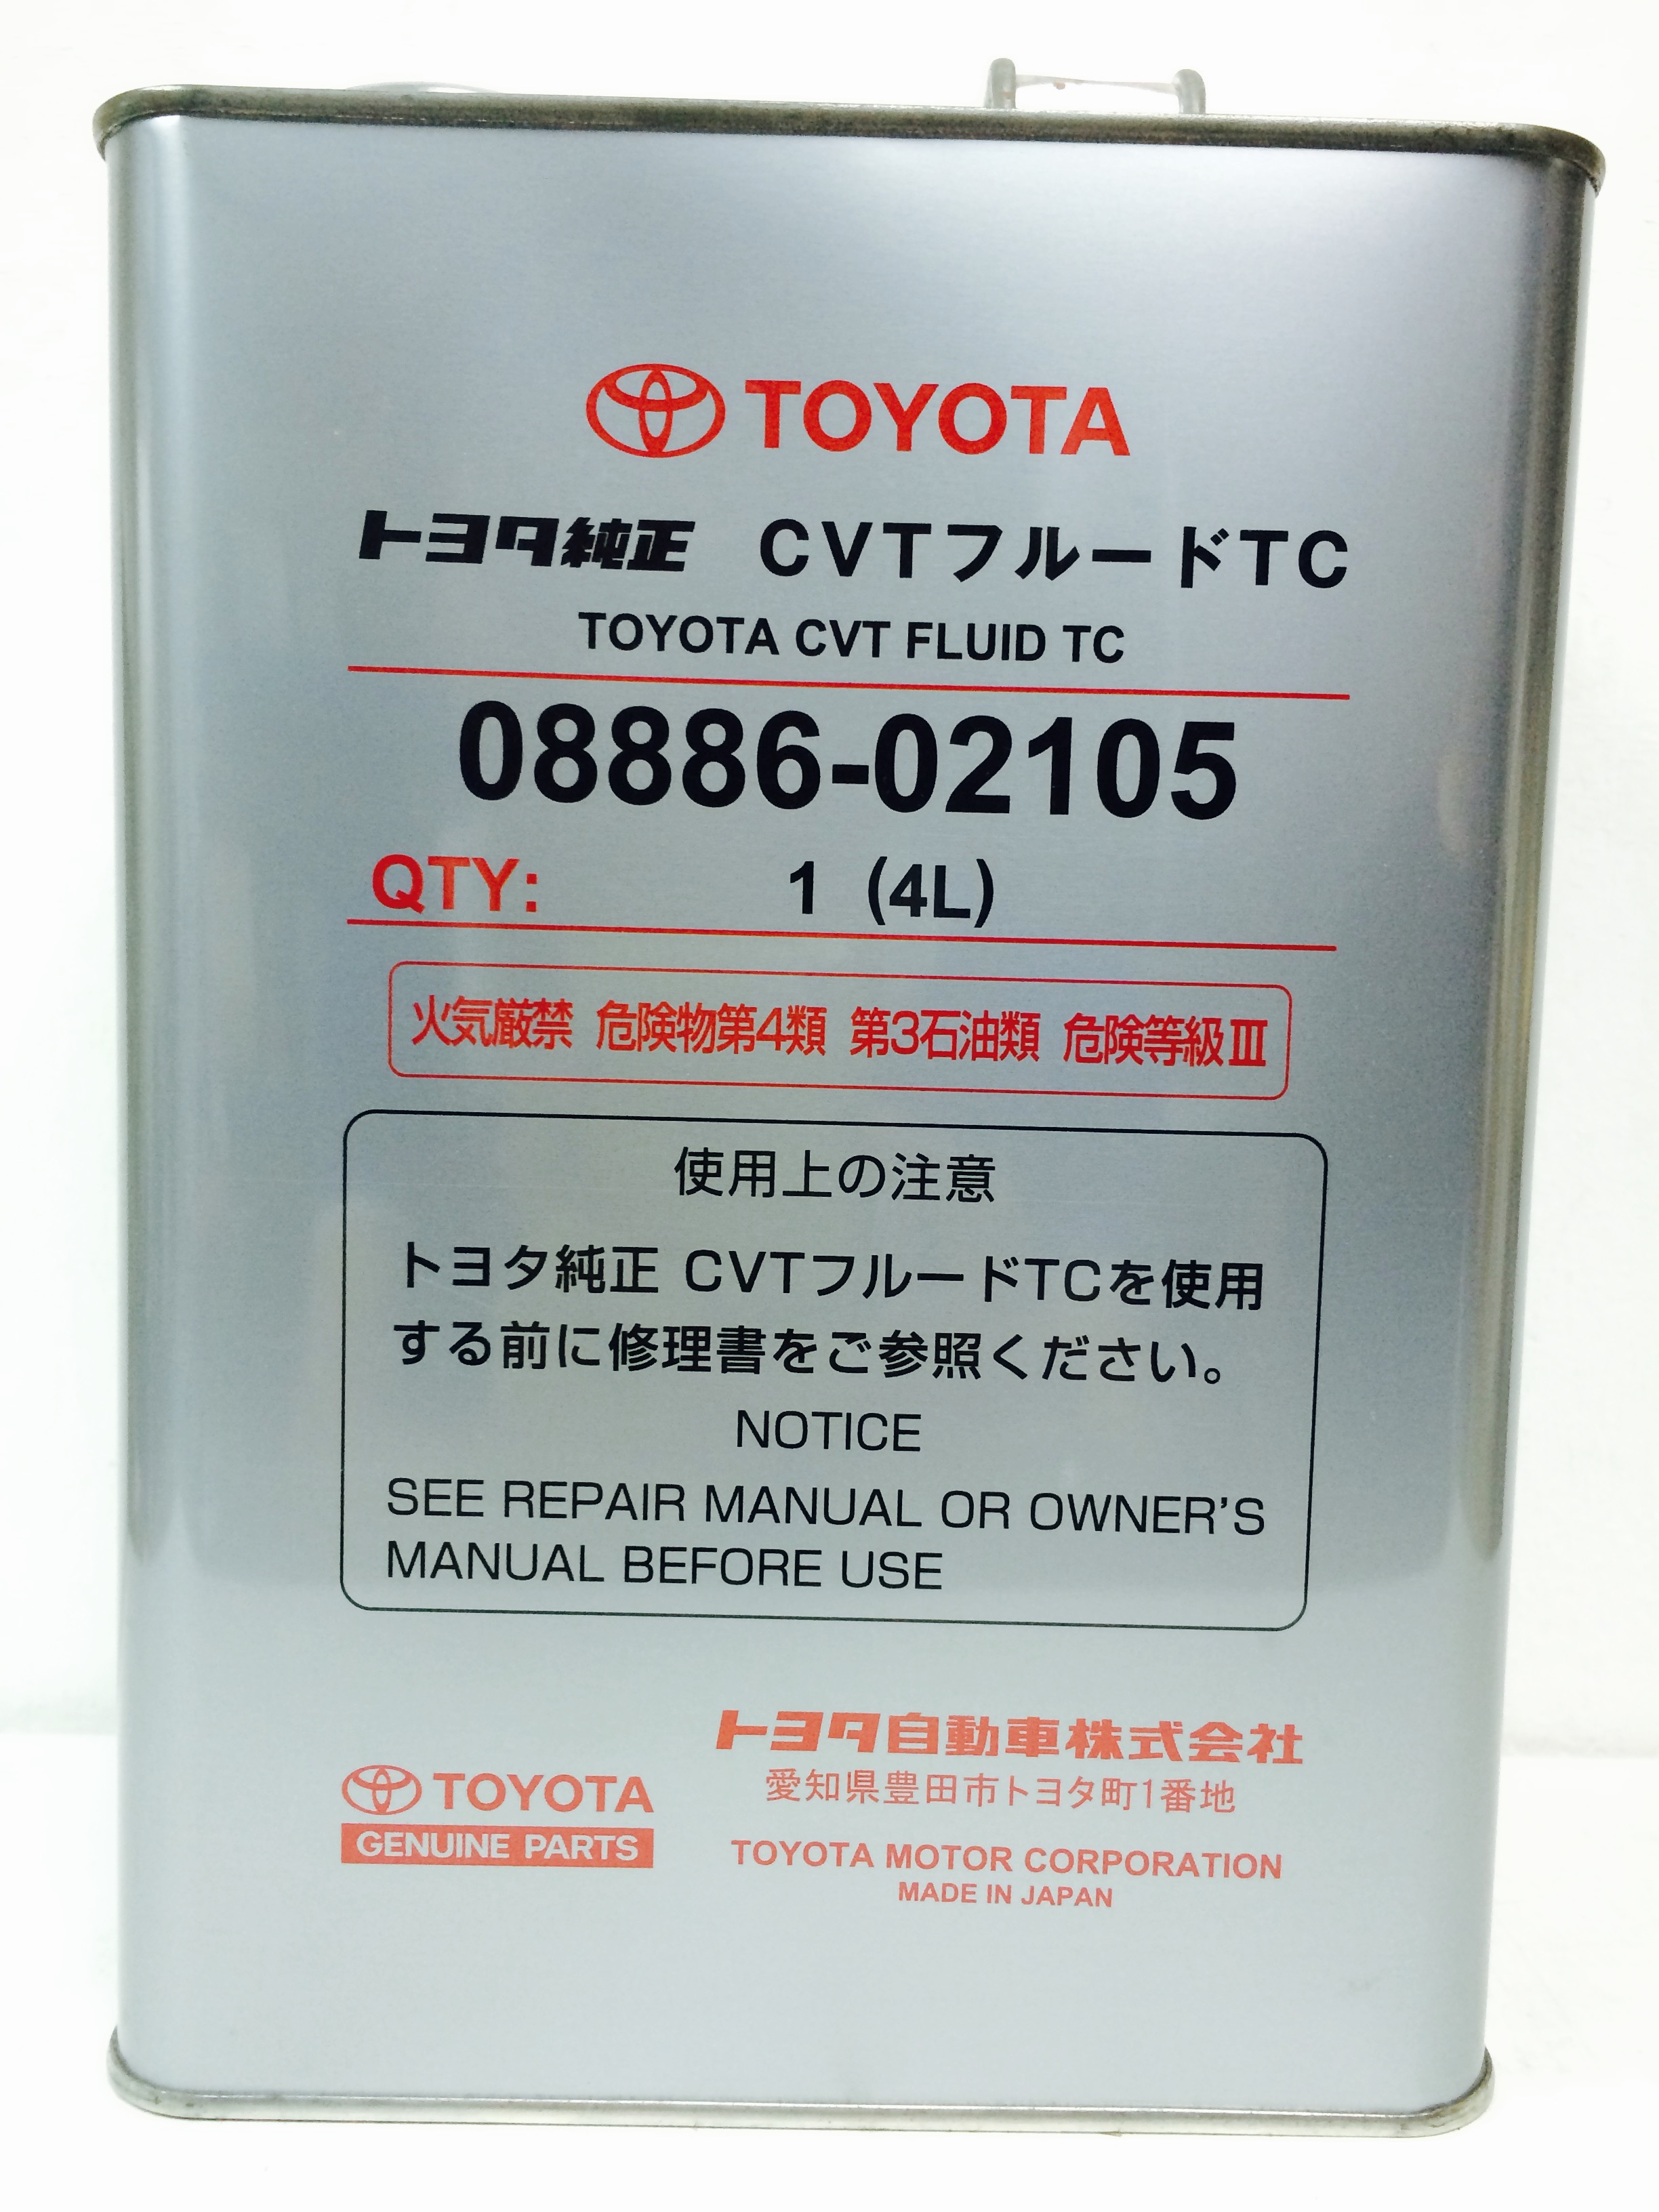 TOYOTA
トヨタ純正 CVTフルードTC
TOYOTA CVT FLUID TC
08886-02105
QTY: 1 (4L)
火気厳禁 危険物第4類 第3石油類 危険等級Ⅲ
使用上の注意
トヨタ純正 CVTフルードTCを使用
する前に修理書をご参照ください。
NOTICE
SEE REPAIR MANUAL OR OWNER'S
MANUAL BEFORE USE
TOYOTA
GENUINE PARTS
トヨタ自動車株式会社
愛知県豊田市トヨタ町1番地
TOYOTA MOTOR CORPORATION
MADE IN JAPAN